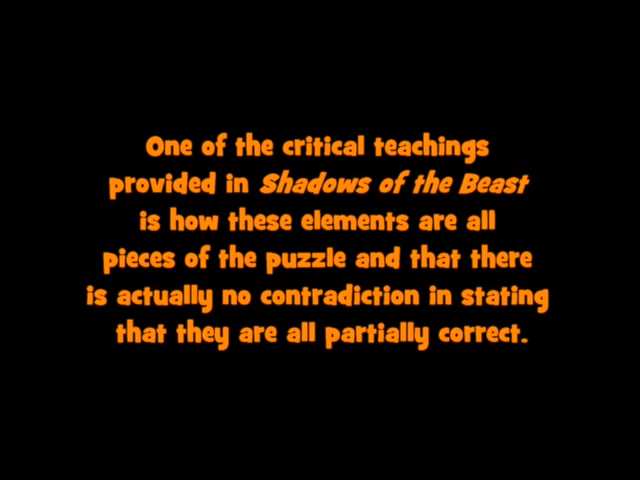 One of the critical teachings
provided in Shadows of the Beast
is how these elements are all
pieces of the puzzle and that there
is actually no contradiction in stating
that they are all partially correct.